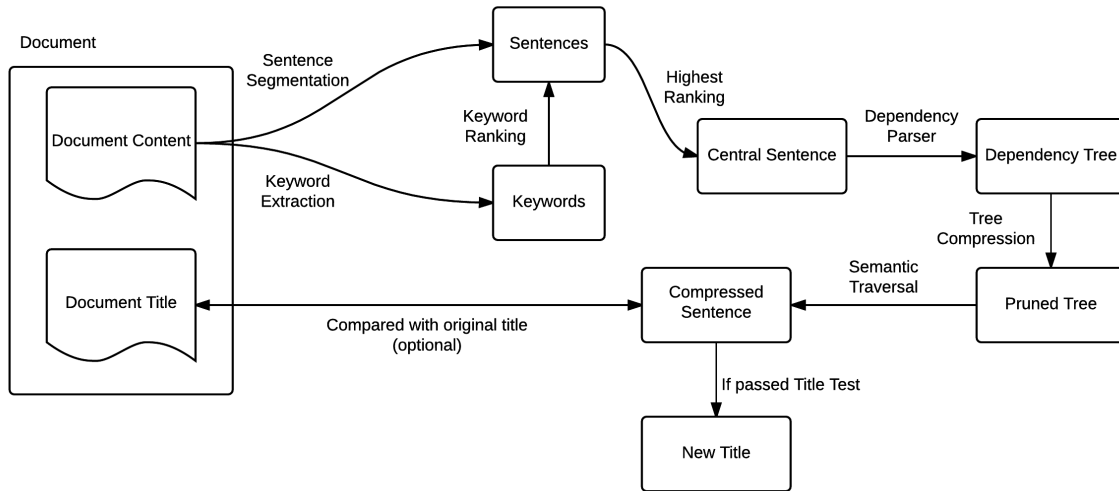 Document
Document Content
Sentence
Segmentation
Keyword
Extraction
Sentences
Keyword
Ranking
Keywords
Highest
Ranking
Central Sentence
Dependency
Parser
Dependency Tree
Tree
Compression
Pruned Tree
Semantic
Traversal
Compressed
Sentence
Document Title
Compared with original title
(optional)
If passed Title Test
New Title